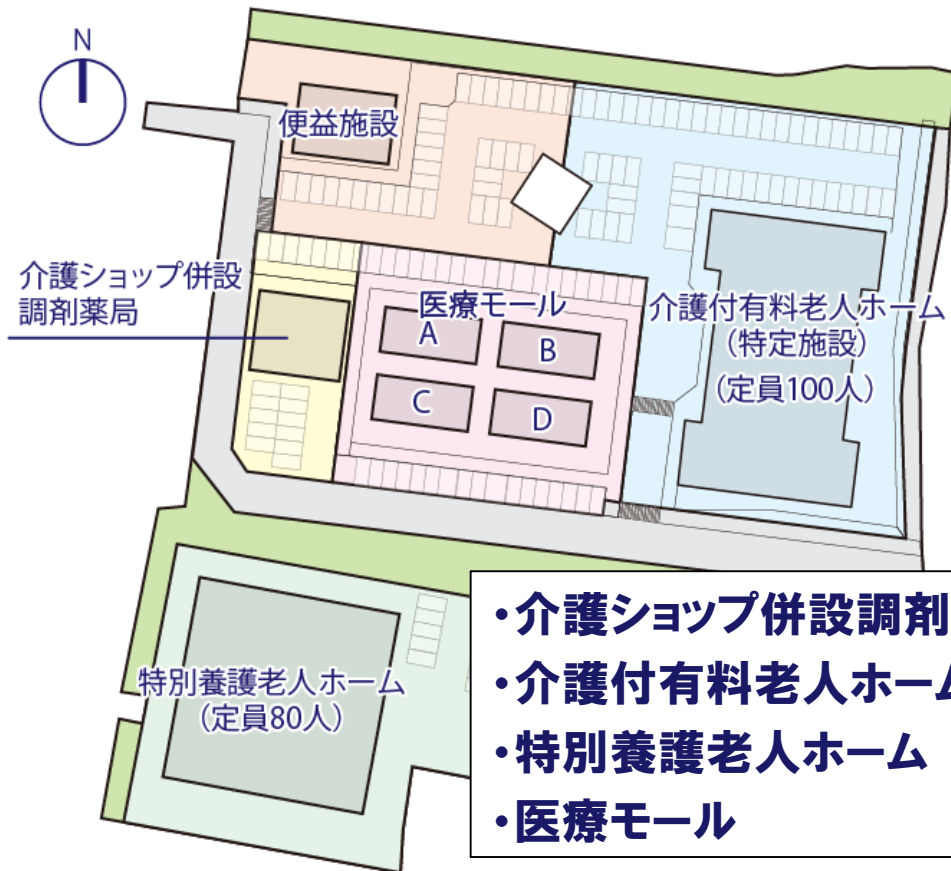 N
便益施設
介護ショップ併設
調剤薬局
医療モール
A
B
C
D
介護付有料老人ホーム
(特定施設)
(定員100人)
特別養護老人ホーム
(定員80人)
・介護ショップ併設調剤
・介護付有料老人ホーム
・特別養護老人ホーム
・医療モール